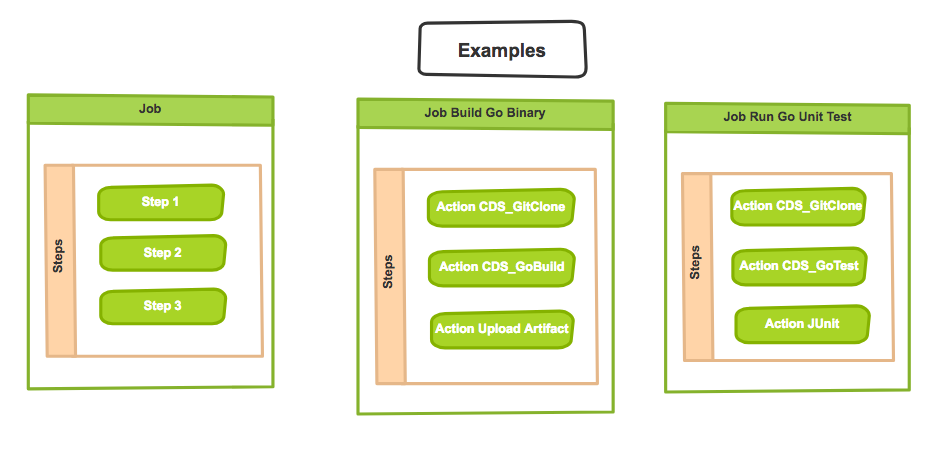 Examples
Job
Steps
Step 1
Step 2
Step 3
Job Build Go Binary
Steps
Action CDS_GitClone
Action CDS_GoBuild
Action Upload Artifact
Job Run Go Unit Test
Steps
Action CDS_GitClone
Action CDS_GoTest
Action JUnit